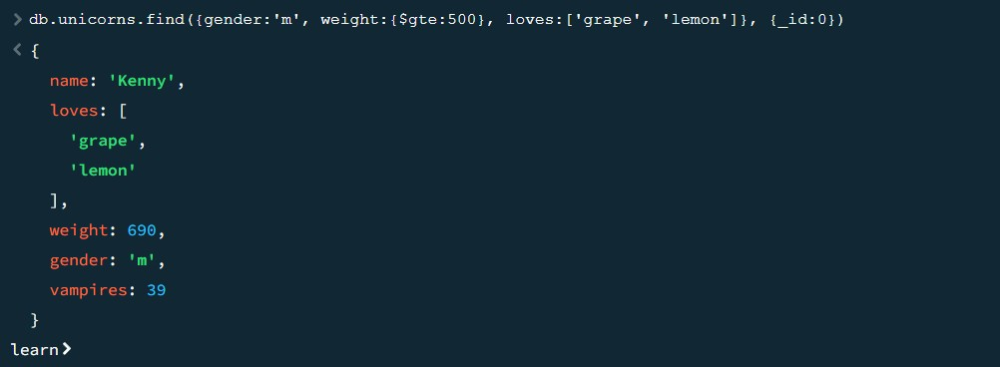 > db.unicorns.find({gender:'m', weight:{$gte:500}, loves:['grape', 'lemon']}, {_id:0})
< {
name: 'Kenny',
loves: [
'grape',
'lemon'
],
weight: 690,
gender: 'm',
vampires: 39
}
learn>